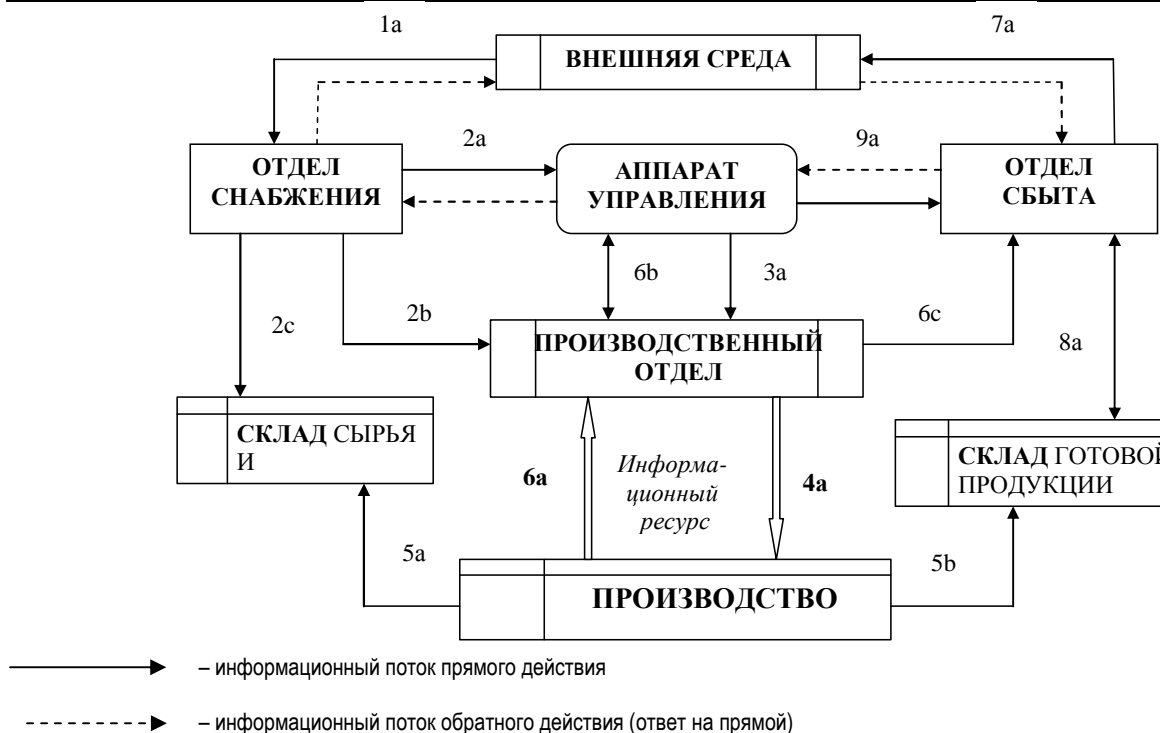 1a
7a
ВНЕШНЯЯ СРЕДА
2a
9a
ОТДЕЛ
СНАБЖЕНИЯ
АППАРАТ
УПРАВЛЕНИЯ
ОТДЕЛ
СБЫТА
6b
3a
2c
2b
6c
8a
ПРОИЗВОДСТВЕННЫЙ
ОТДЕЛ
СКЛАД СЫРЬЯ
И
СКЛАД ГОТОВОЙ
ПРОДУКЦИИ
6a
Информа-
ционный
ресурс
4a
5a
5b
ПРОИЗВОДСТВО
– информационный поток прямого действия
– информационный поток обратного действия (ответ на прямой)